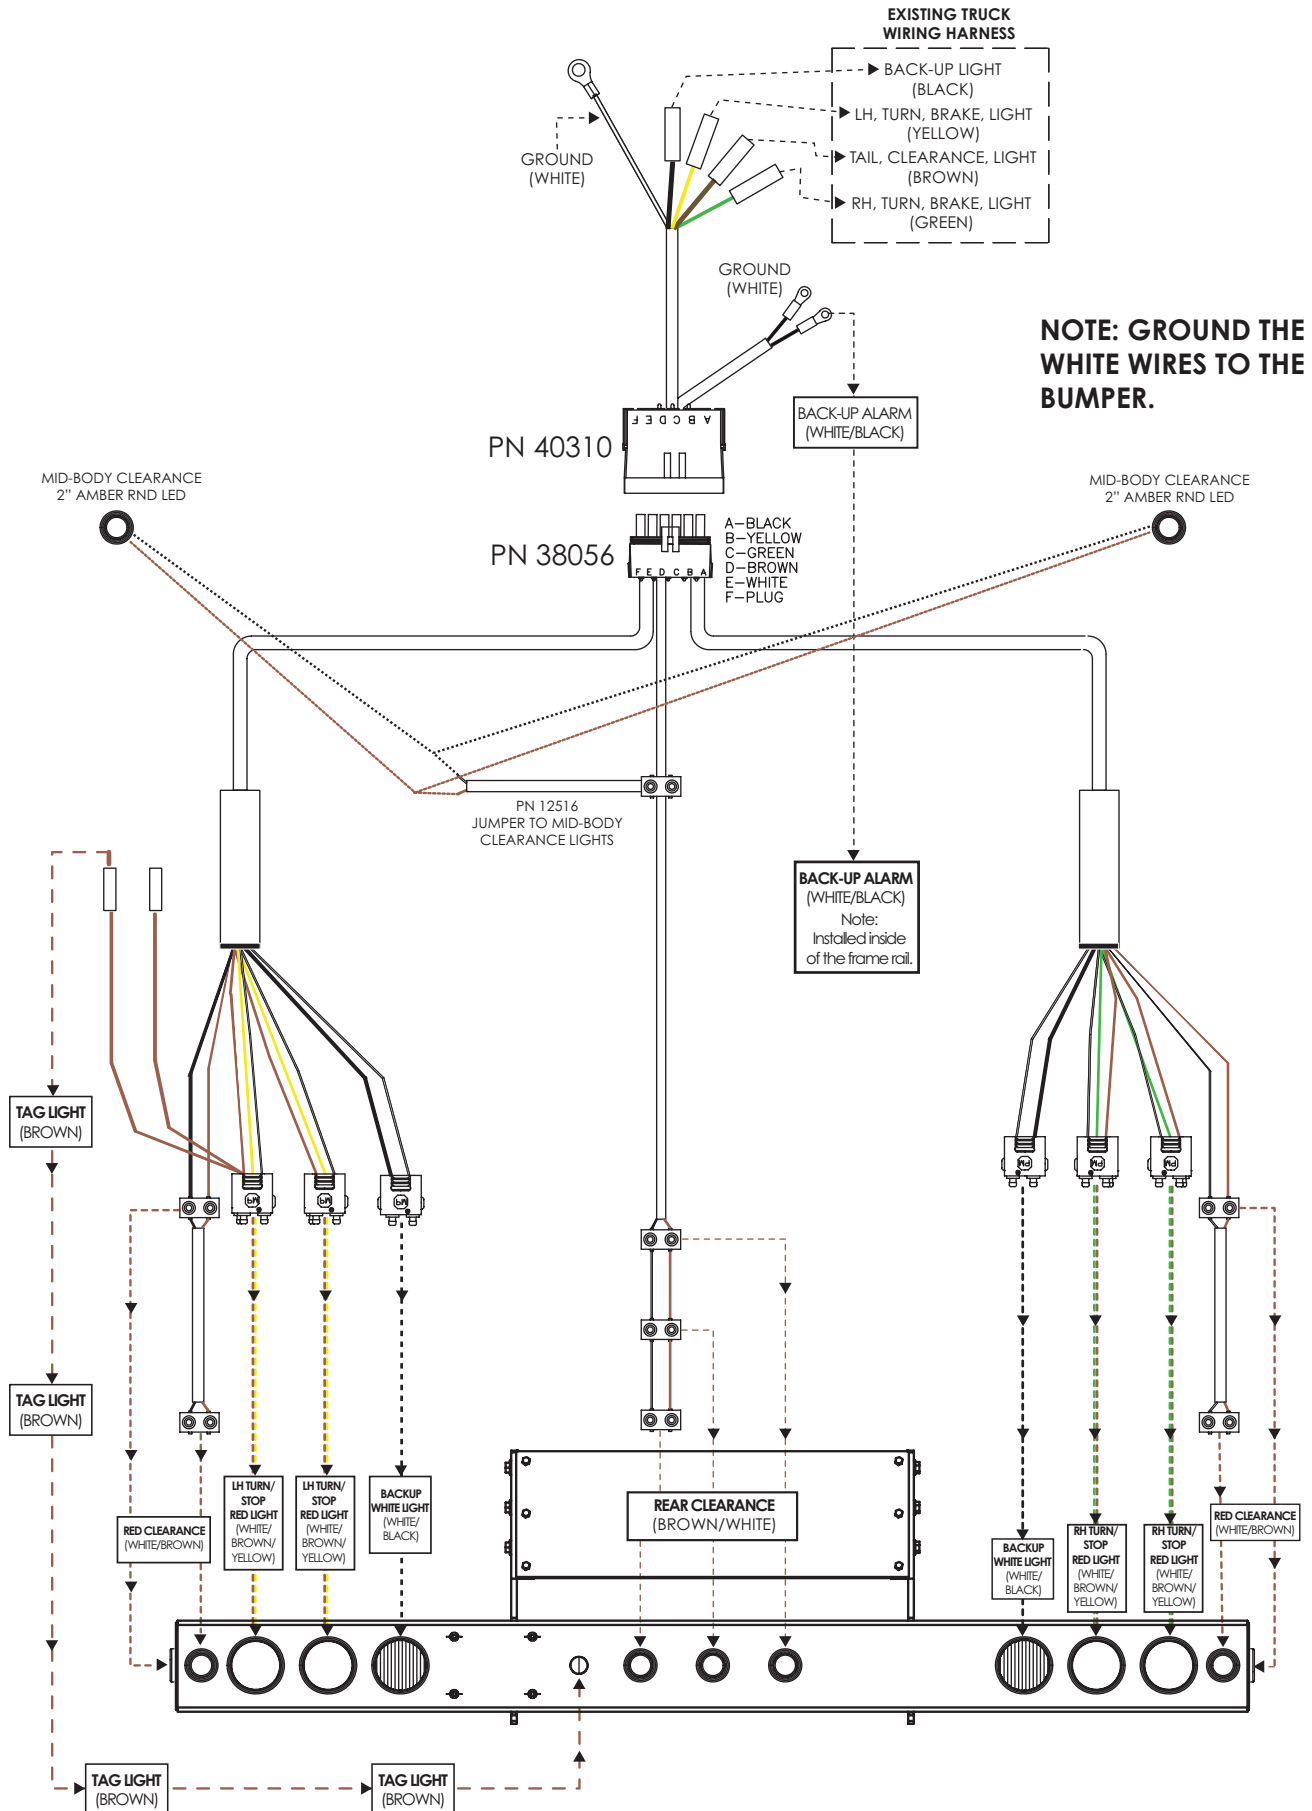 EXISTING TRUCK
WIRING HARNESS
BACK-UP LIGHT
(BLACK)
LH, TURN, BRAKE, LIGHT
(YELLOW)
TAIL, CLEARANCE, LIGHT
(BROWN)
RH, TURN, BRAKE, LIGHT
(GREEN)
GROUND
(WHITE)
GROUND
(WHITE)
NOTE: GROUND THE
WHITE WIRES TO THE
BUMPER.
BACK-UP ALARM
(WHITE/BLACK)
F E D C B A
PN 40310
MID-BODY CLEARANCE
2" AMBER RND LED
MID-BODY CLEARANCE
2" AMBER RND LED
PN 38056
F E D C B A
A-BLACK
B-YELLOW
C-GREEN
D-BROWN
E-WHITE
F-PLUG
PN 12516
JUMPER TO MID-BODY
CLEARANCE LIGHTS
BACK-UP ALARM
(WHITE/BLACK)
Note:
Installed inside
of the frame rail.
TAG LIGHT
(BROWN)
PM
PM
PM
PM
PM
PM
TAG LIGHT
(BROWN)
RED CLEARANCE
(WHITE/BROWN)
LH TURN/
STOP
RED LIGHT
(WHITE/
BROWN/
YELLOW)
LH TURN/
STOP
RED LIGHT
(WHITE/
BROWN/
YELLOW)
BACKUP
WHITE LIGHT
(WHITE/
BLACK)
REAR CLEARANCE
(BROWN/WHITE)
BACKUP
WHITE LIGHT
(WHITE/
BLACK)
RH TURN/
STOP
RED LIGHT
(WHITE/
BROWN/
YELLOW)
RH TURN/
STOP
RED LIGHT
(WHITE/
BROWN/
YELLOW)
RED CLEARANCE
(WHITE/BROWN)
TAG LIGHT
(BROWN)
TAG LIGHT
(BROWN)